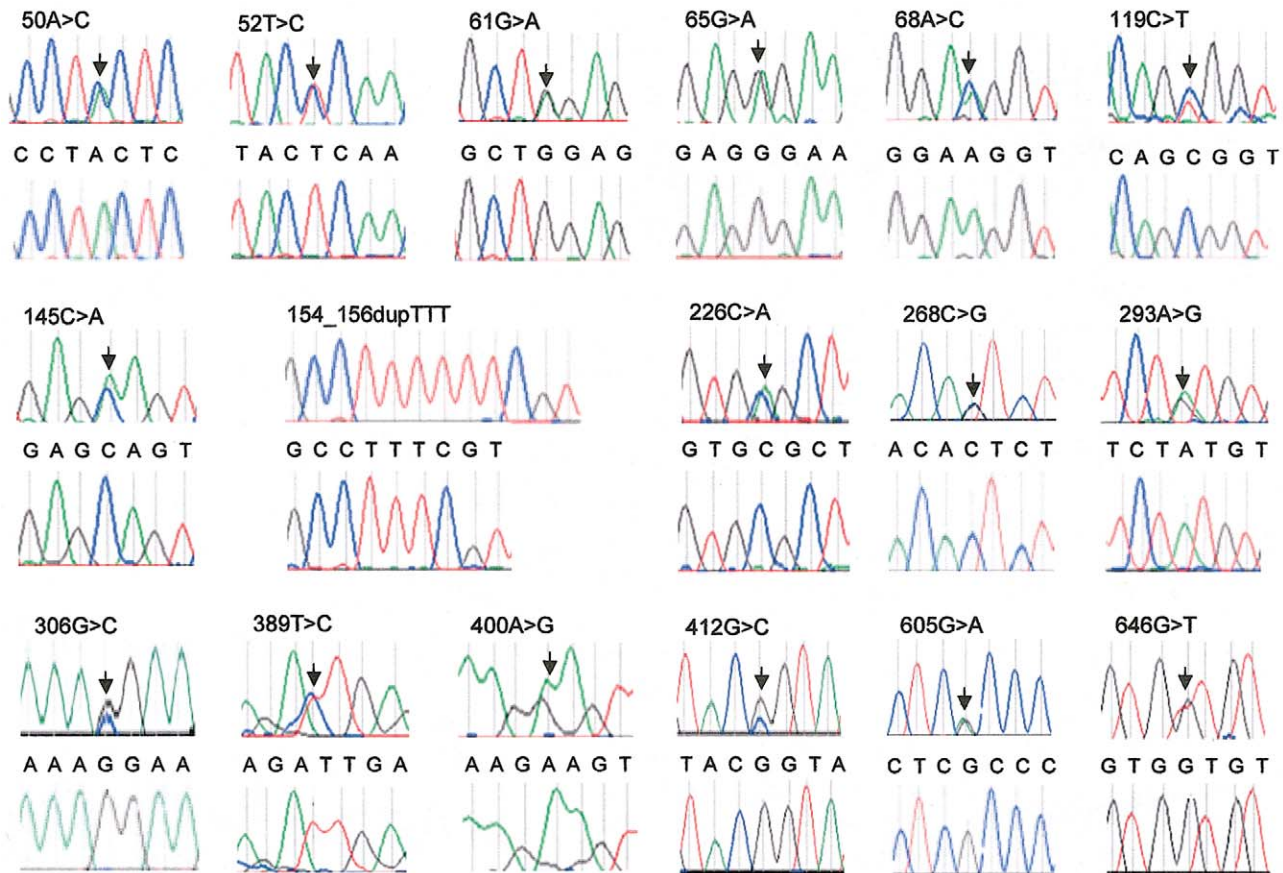 50A>C 52T>C 61G>A 65G>A 68A>C 119C>T
C C T A C T C T A C T C A A G C T G G A G G A G G G A A G G A A G G T C A G C G G T
145C>A 154_156dupTTT 226C>A 268C>G 293A>G
G A G C A G T G C C T T T C G T G T G C G C T A C A C T C T T C T A T G T
306G>C 389T>C 400A>G 412G>C 605G>A 646G>T
A A A G G A A A G A T T G A A A G A A G T T A C G G T A C T C G C C C G T G G T G T